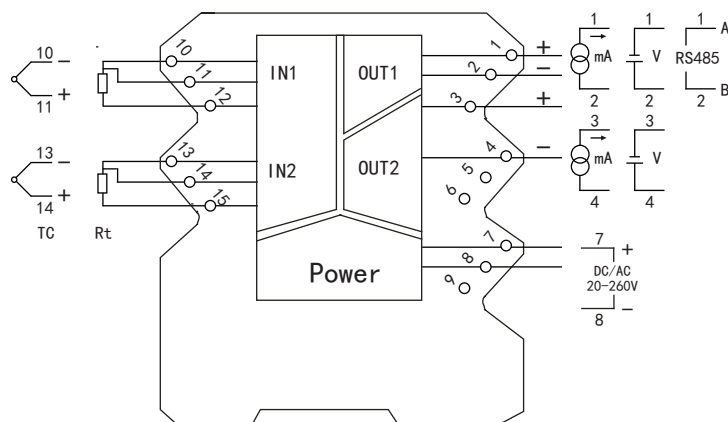 10 −
11 +
13 −
14 +
TC Rt
10
11
12
13
14
15
IN1
IN2
OUT1
OUT2
Power
1 +
2 −
3 +
4 −
5
6
7
8
9
1 1 1 A
mA V RS485
2 2 2 B
3 3
mA V
4 4
7 +
DC/AC
20-260V
8 −